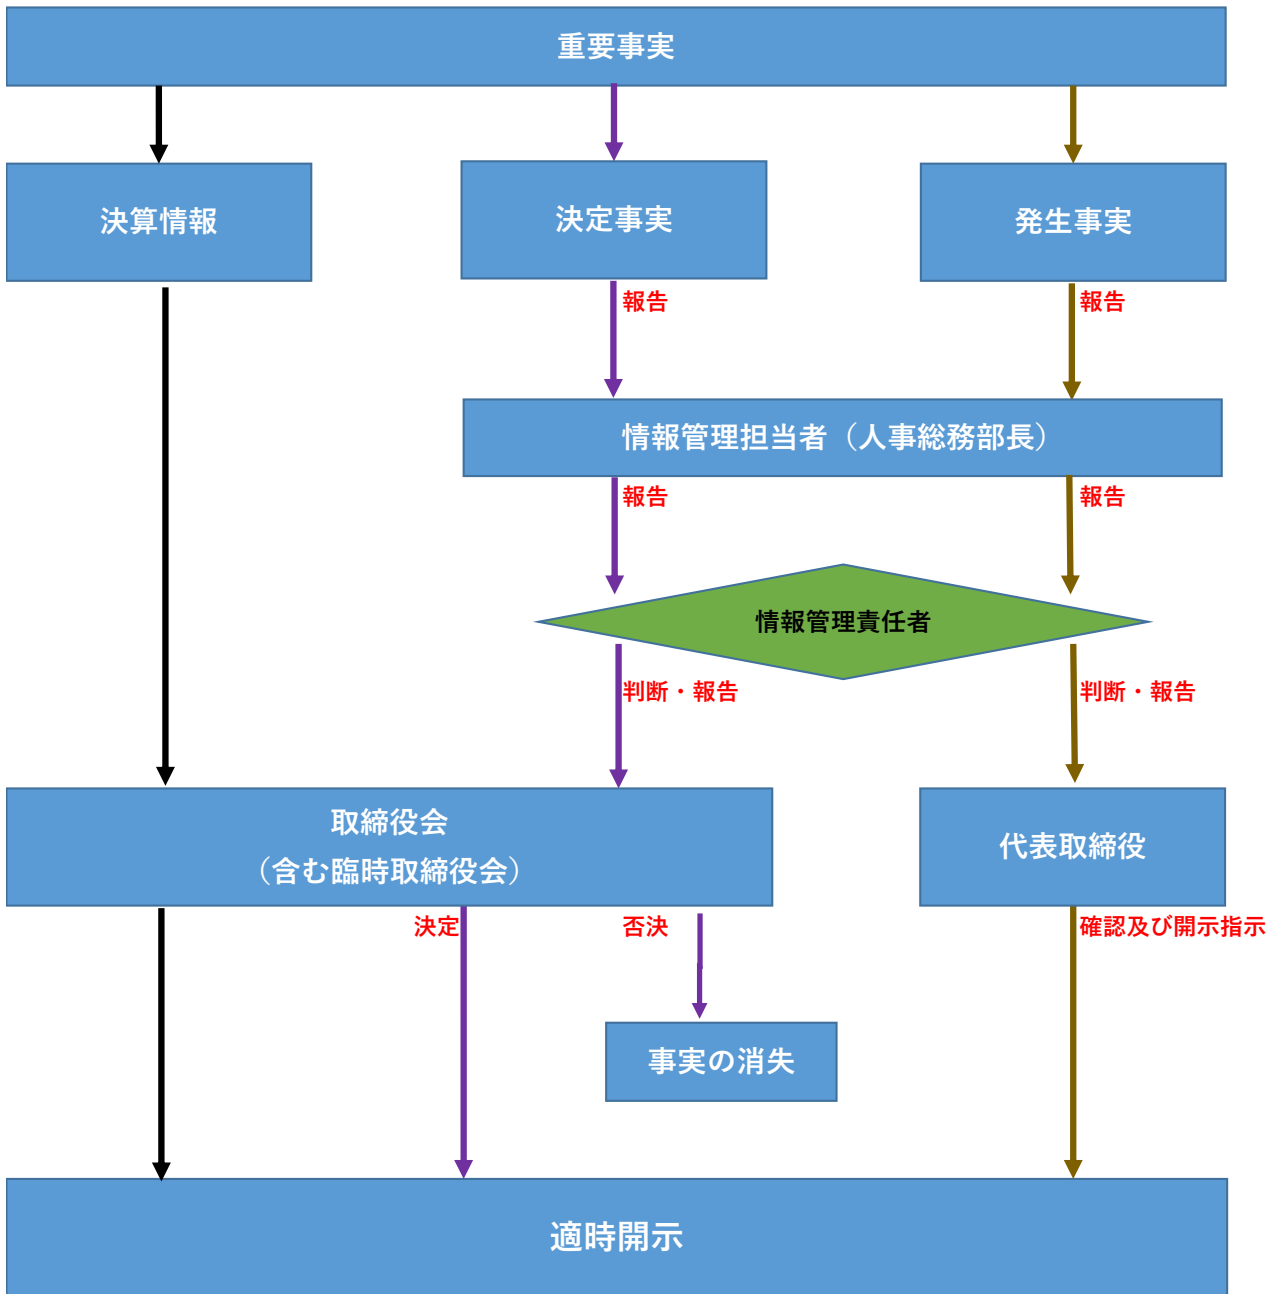 重要事実
決算情報
決定事実
発生事実
報告
報告
情報管理担当者（人事総務部長）
報告
報告
情報管理責任者
判断・報告
判断・報告
取締役会
（含む臨時取締役会）
代表取締役
決定
否決
確認及び開示指示
事実の消失
適時開示